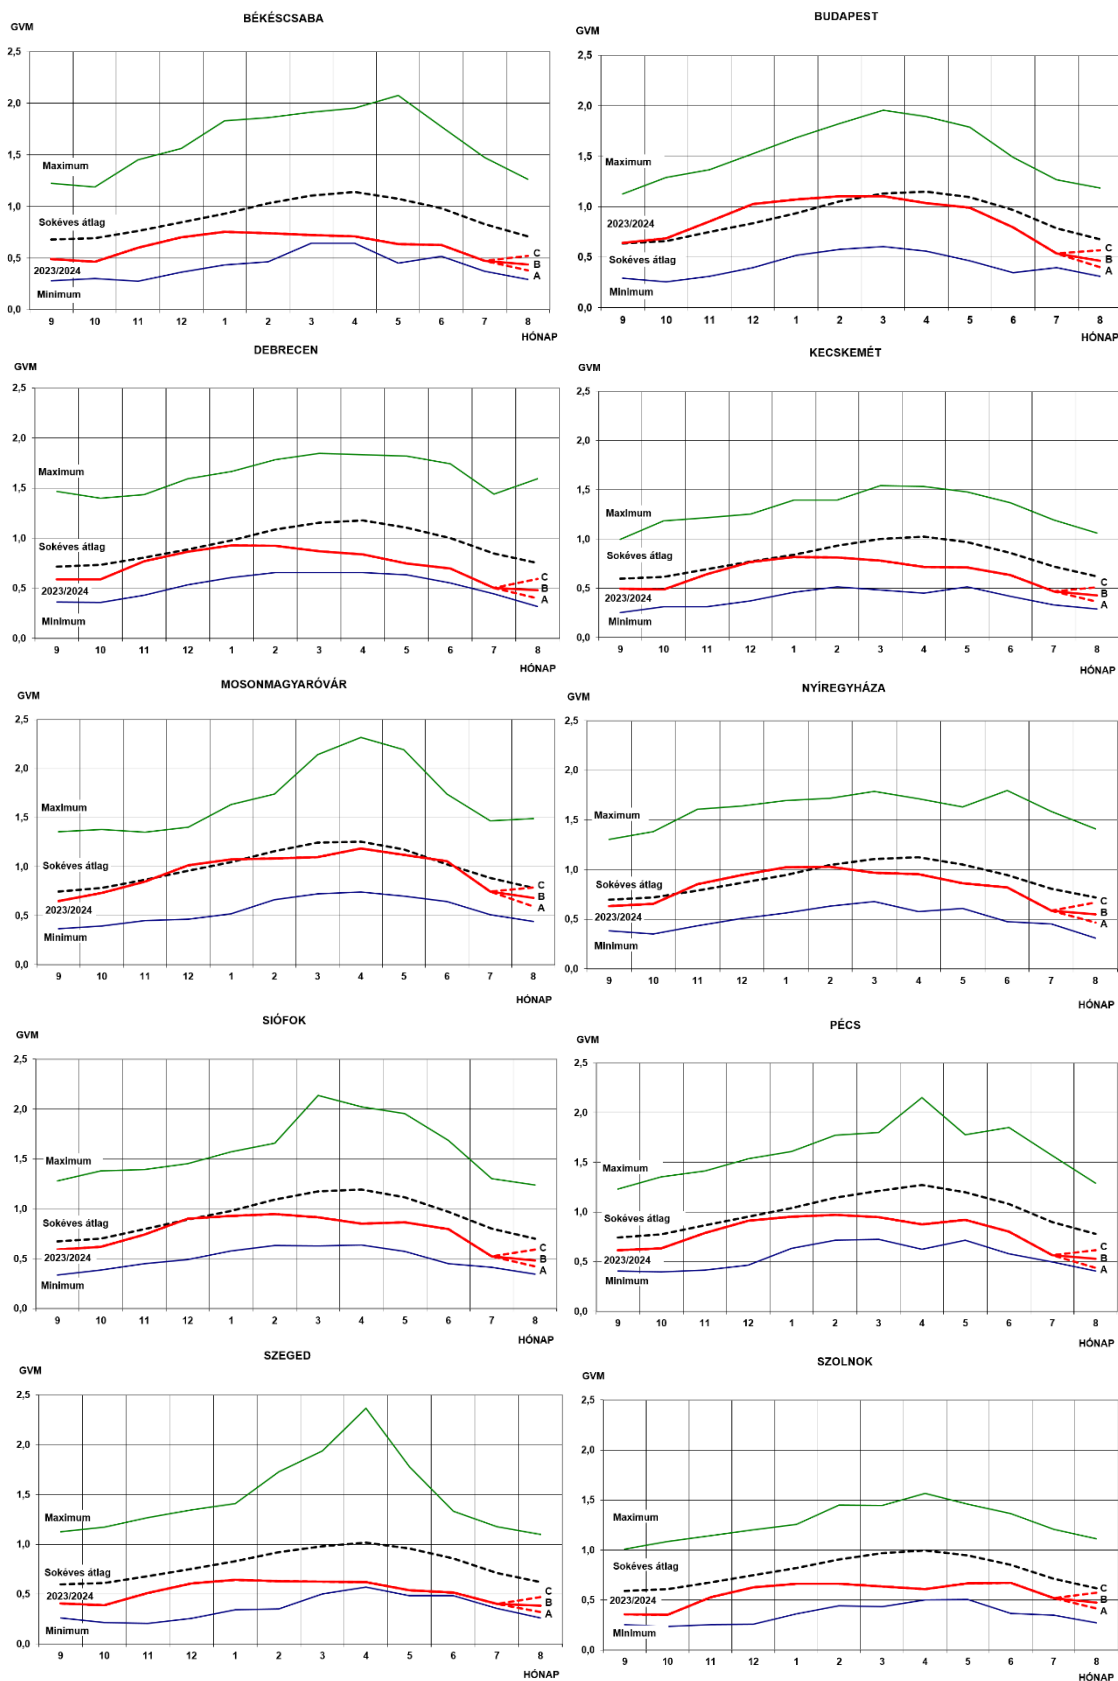 BÉKÉSCSABA
GVM
2,5
2,0
1,5
1,0
0,5
0,0
Maximum
Sokéves átlag
2023/2024
Minimum
C
B
A
9 10 11 12 1 2 3 4 5 6 7 8
HÓNAP
BUDAPEST
GVM
2,5
2,0
1,5
1,0
0,5
0,0
Maximum
2023/2024
Sokéves átlag
Minimum
C
B
A
9 10 11 12 1 2 3 4 5 6 7 8
HÓNAP
DEBRECEN
GVM
2,5
2,0
1,5
1,0
0,5
0,0
Maximum
Sokéves átlag
2023/2024
Minimum
C
B
A
9 10 11 12 1 2 3 4 5 6 7 8
HÓNAP
KECSKEMÉT
GVM
2,5
2,0
1,5
1,0
0,5
0,0
Maximum
Sokéves átlag
2023/2024
Minimum
C
B
A
9 10 11 12 1 2 3 4 5 6 7 8
HÓNAP
MOSONMAGYARÓVÁR
GVM
2,5
2,0
1,5
1,0
0,5
0,0
Maximum
Sokéves átlag
2023/2024
Minimum
C
B
A
9 10 11 12 1 2 3 4 5 6 7 8
HÓNAP
NYÍREGYHÁZA
GVM
2,5
2,0
1,5
1,0
0,5
0,0
Maximum
Sokéves átlag
2023/2024
Minimum
C
B
A
9 10 11 12 1 2 3 4 5 6 7 8
HÓNAP
SIÓFOK
GVM
2,5
2,0
1,5
1,0
0,5
0,0
Maximum
Sokéves átlag
2023/2024
Minimum
C
B
A
9 10 11 12 1 2 3 4 5 6 7 8
HÓNAP
PÉCS
GVM
2,5
2,0
1,5
1,0
0,5
0,0
Maximum
Sokéves átlag
2023/2024
Minimum
C
B
A
9 10 11 12 1 2 3 4 5 6 7 8
HÓNAP
SZEGED
GVM
2,5
2,0
1,5
1,0
0,5
0,0
Maximum
Sokéves átlag
2023/2024
Minimum
C
B
A
9 10 11 12 1 2 3 4 5 6 7 8
HÓNAP
SZOLNOK
GVM
2,5
2,0
1,5
1,0
0,5
0,0
Maximum
Sokéves átlag
2023/2024
Minimum
C
B
A
9 10 11 12 1 2 3 4 5 6 7 8
HÓNAP